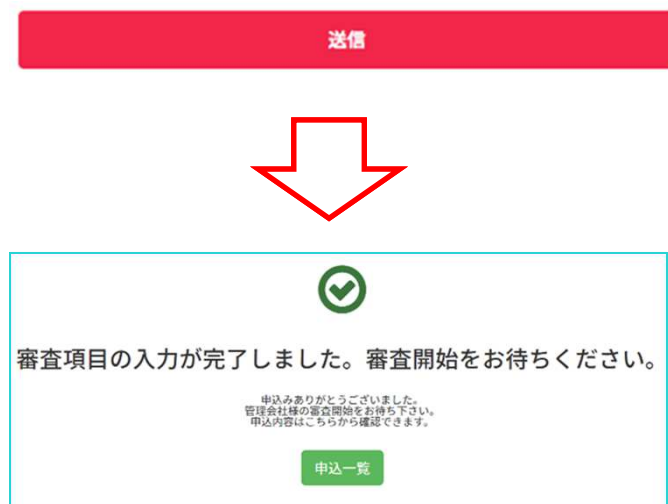 送信
審査項目の入力が完了しました。審査開始をお待ちください。
申込みありがとうございました。
管理会社様の審査開始をお待ち下さい。
申込内容はこちらから確認できます。
申込一覧